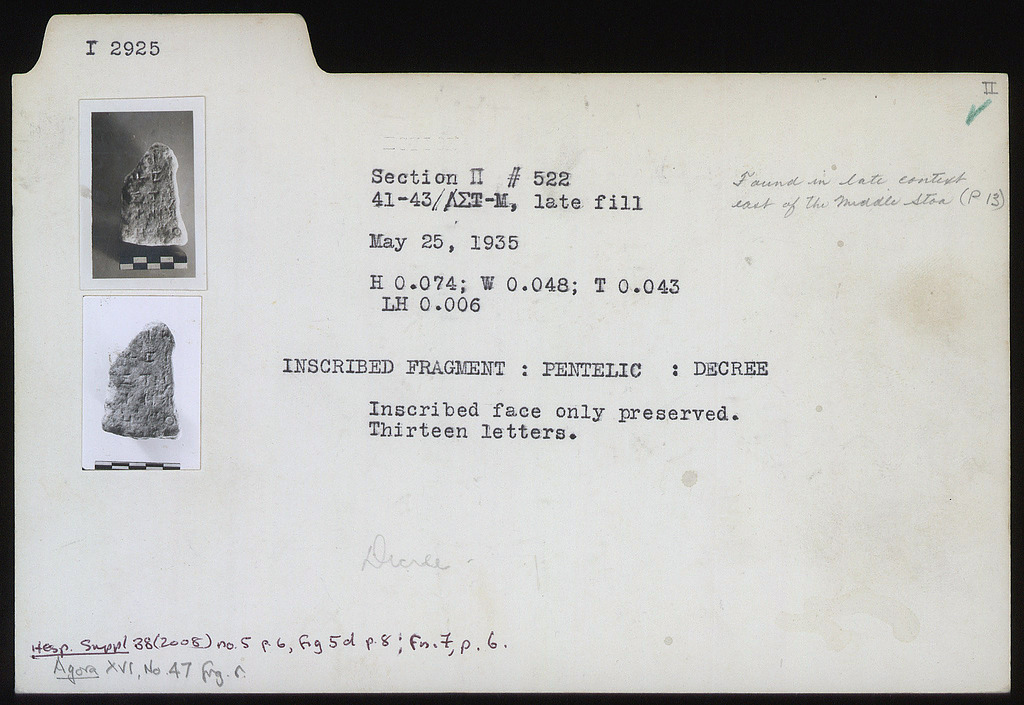 I 2925
II
Section Π # 522
41-43/ΛΣΤ-Μ, late fill
Found in late context
east of the Middle Stoa (P 13)
May 25, 1935
H 0.074; W 0.048; T 0.043
LH 0.006
INSCRIBED FRAGMENT : PENTELIC : DECREE
Inscribed face only preserved.
Thirteen letters.
Decree
Hesp. Suppl 38(2008) no. 5 p. 6, fig 5d p. 8; fn. 7, p. 6.
Agora XVI, No. 47 frg.